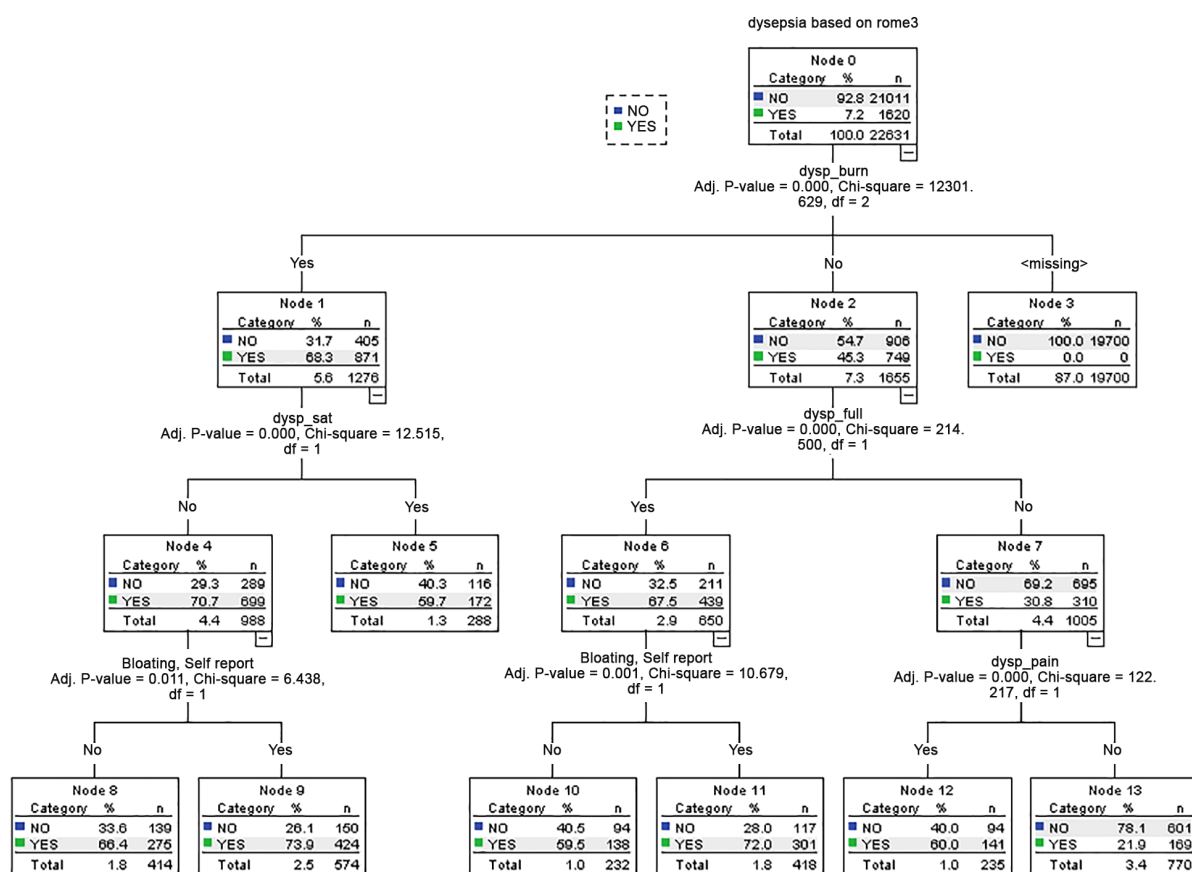 dysepsia based on rome3
Node 0
Category % n
NO 92.8 21011
YES 7.2 1620
Total 100.0 22631
NO
YES
dysp_burn
Adj. P-value = 0.000, Chi-square = 12301.
629, df = 2
Yes
No
<missing>
Node 1
Category % n
NO 31.7 405
YES 68.3 871
Total 5.6 1276
Node 2
Category % n
NO 54.7 906
YES 45.3 749
Total 7.3 1655
Node 3
Category % n
NO 100.0 19700
YES 0.0 0
Total 87.0 19700
dysp_sat
Adj. P-value = 0.000, Chi-square = 12.515,
df = 1
dysp_full
Adj. P-value = 0.000, Chi-square = 214.
500, df = 1
No
Yes
Yes
No
Node 4
Category % n
NO 29.3 289
YES 70.7 699
Total 4.4 988
Node 5
Category % n
NO 40.3 116
YES 59.7 172
Total 1.3 288
Node 6
Category % n
NO 32.5 211
YES 67.5 439
Total 2.9 650
Node 7
Category % n
NO 69.2 695
YES 30.8 310
Total 4.4 1005
Bloating, Self report
Adj. P-value = 0.011, Chi-square = 6.438,
df = 1
Bloating, Self report
Adj. P-value = 0.001, Chi-square = 10.679,
df = 1
dysp_pain
Adj. P-value = 0.000, Chi-square = 122.
217, df = 1
No
Yes
No
Yes
Yes
No
Node 8
Category % n
NO 33.6 139
YES 66.4 275
Total 1.8 414
Node 9
Category % n
NO 26.1 150
YES 73.9 424
Total 2.5 574
Node 10
Category % n
NO 40.5 94
YES 59.5 138
Total 1.0 232
Node 11
Category % n
NO 28.0 117
YES 72.0 301
Total 1.8 418
Node 12
Category % n
NO 40.0 94
YES 60.0 141
Total 1.0 235
Node 13
Category % n
NO 78.1 601
YES 21.9 169
Total 3.4 770